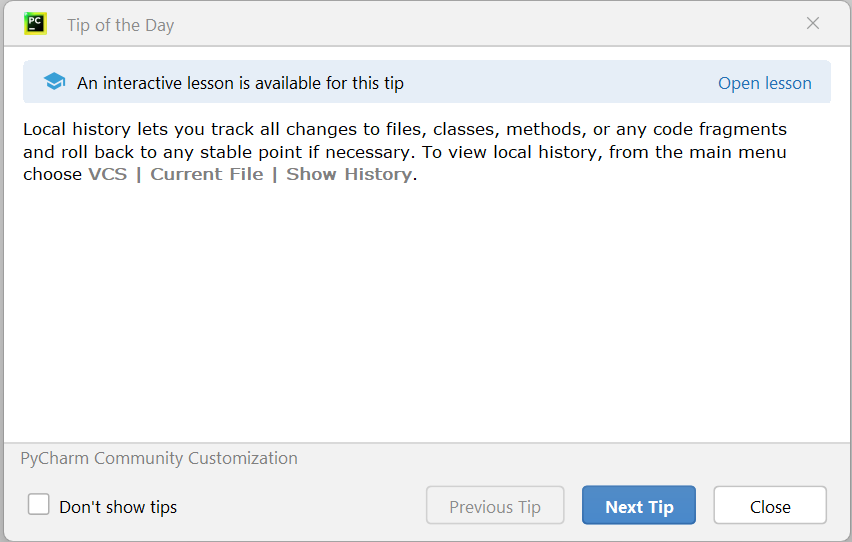 PC
Tip of the Day
An interactive lesson is available for this tip
Open lesson
Local history lets you track all changes to files, classes, methods, or any code fragments
and roll back to any stable point if necessary. To view local history, from the main menu
choose VCS | Current File | Show History.
PyCharm Community Customization
Don't show tips
Previous Tip
Next Tip
Close